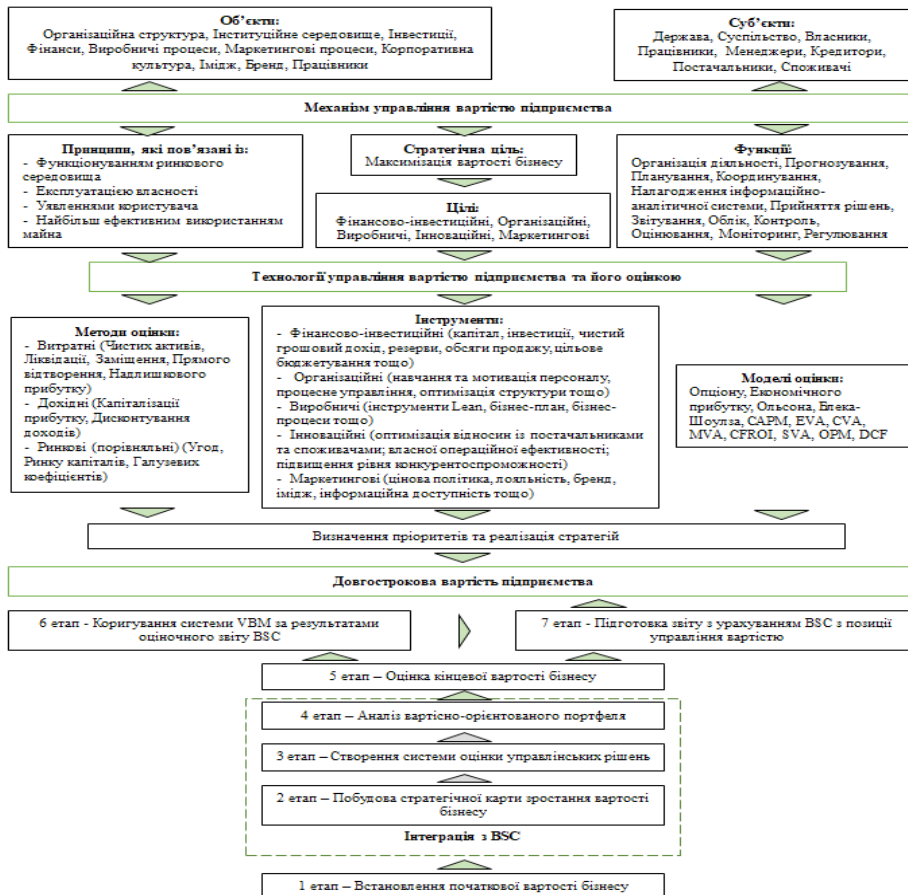 Об’єкти:
Організаційна структура, Інституційне середовище, Інвестиції,
Фінанси, Виробничі процеси, Маркетингові процеси, Корпоративна
культура, Імідж, Бренд, Працівники
Суб’єкти:
Держава, Суспільство, Власники,
Працівники, Менеджери, Кредитори,
Постачальники, Споживачі
Механізм управління вартістю підприємства
Принципи, які пов’язані із:
- Функціонуванням ринкового
середовища
- Експлуатацією власності
- Уявленнями користувача
- Найбільш ефективним використанням
майна
Стратегічна ціль:
Максимізація вартості бізнесу
Цілі:
Фінансово-інвестиційні, Організаційні,
Виробничі, Інноваційні, Маркетингові
Функції:
Організація діяльності, Прогнозування,
Планування, Координування,
Налагодження інформаційно-
аналітичної системи, Прийняття рішень,
Звітування, Облік, Контроль,
Оцінювання, Моніторинг, Регулювання
Технології управління вартістю підприємства та його оцінкою
Методи оцінки:
- Витратні (Чистих активів,
Ліквідації, Заміщення, Прямого
відтворення, Надлишкового
прибутку)
- Дохідні (Капіталізації
прибутку, Дисконтування
доходів)
- Ринкові (порівняльні) (Угод,
Ринку капіталів, Галузевих
коефіцієнтів)
Інструменти:
- Фінансово-інвестиційні (капітал, інвестиції, чистий
грошовий дохід, резерви, обсяги продажу, цільове
бюджетування тощо)
- Організаційні (навчання та мотивація персоналу,
процесне управління, оптимізація структури тощо)
- Виробничі (інструменти Lean, бізнес-план, бізнес-
процеси тощо)
- Інноваційні (оптимізація відносин із постачальниками
та споживачами; власної операційної ефективності;
підвищення рівня конкурентоспроможності)
- Маркетингові (цінова політика, лояльність, бренд,
імідж, інформаційна доступність тощо)
Моделі оцінки:
Опціону, Економічного
прибутку, Ольсона, Блека-
Шоулза, CAPM, EVA, CVA,
MVA, CFROI, SVA, OPM, DCF
Визначення пріоритетів та реалізація стратегій
Довгострокова вартість підприємства
6 етап - Коригування системи VBM за результатами
оціночного звіту BSC
7 етап - Підготовка звіту з урахуванням BSC з позиції
управління вартістю
5 етап – Оцінка кінцевої вартості бізнесу
4 етап – Аналіз вартісно-орієнтованого портфеля
3 етап – Створення системи оцінки управлінських рішень
2 етап – Побудова стратегічної карти зростання вартості
бізнесу
Інтеграція з BSC
1 етап – Встановлення початкової вартості бізнесу